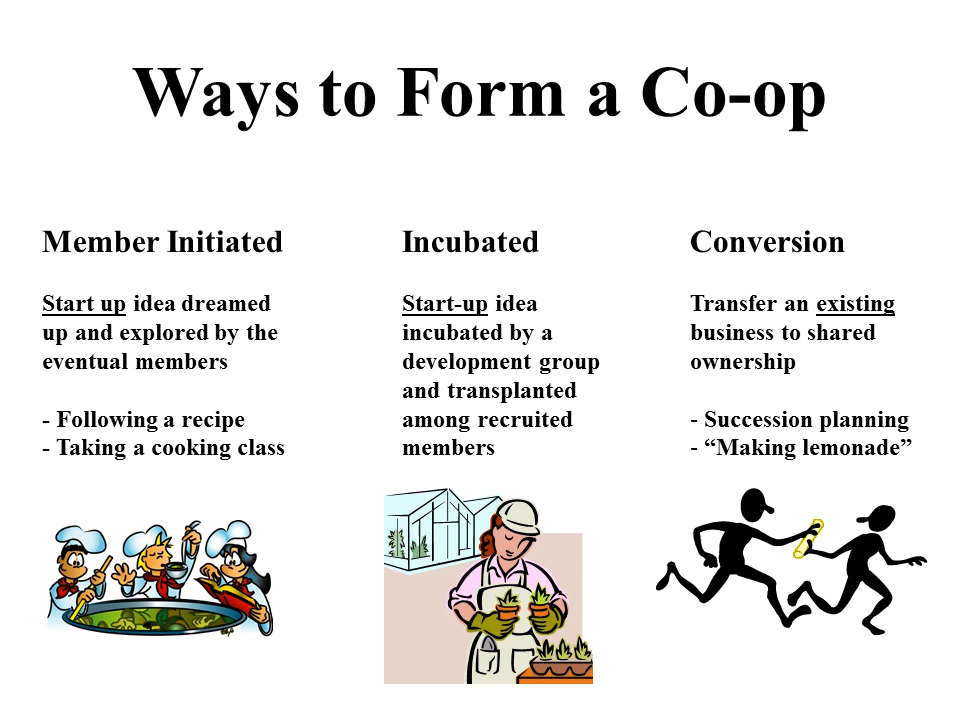 Ways to Form a Co-op
Member Initiated
Start up idea dreamed
up and explored by the
eventual members
- Following a recipe
- Taking a cooking class
Incubated
Start-up idea
incubated by a
development group
and transplanted
among recruited
members
Conversion
Transfer an existing
business to shared
ownership
- Succession planning
- “Making lemonade”